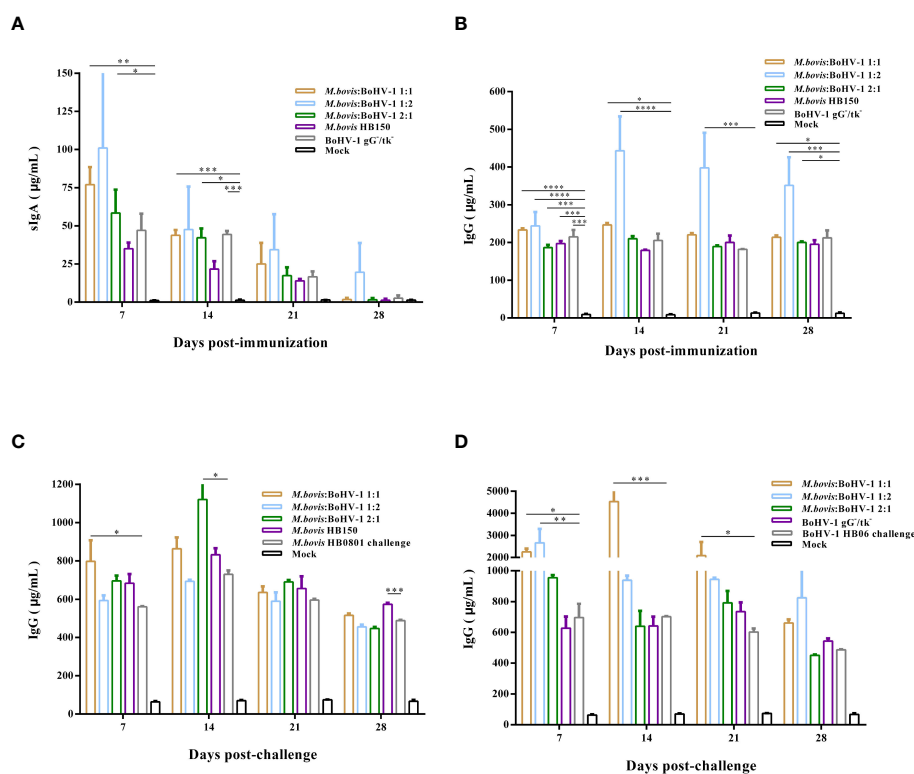 A
sIgA ( μg/mL )
150
125
100
75
50
25
0
**
*
***
*
***
M.bovis:BoHV-1 1:1
M.bovis:BoHV-1 1:2
M.bovis:BoHV-1 2:1
M.bovis HB150
BoHV-1 gG-/tk-
Mock
7 14 21 28
Days post-immunization
B
IgG ( μg/mL )
600
400
300
200
100
0
M.bovis:BoHV-1 1:1
M.bovis:BoHV-1 1:2
M.bovis:BoHV-1 2:1
M.bovis HB150
BoHV-1 gG-/tk-
Mock
****
****
***
***
***
*
****
***
*
***
*
7 14 21 28
Days post-immunization
C
IgG ( μg/mL )
1200
1000
800
600
400
200
0
*
*
***
M.bovis:BoHV-1 1:1
M.bovis:BoHV-1 1:2
M.bovis:BoHV-1 2:1
M.bovis HB150
M.bovis HB0801 challenge
Mock
7 14 21 28
Days post-challenge
D
IgG ( μg/mL )
5000
4000
3000
2000
1000
800
600
400
200
0
*
**
***
*
M.bovis:BoHV-1 1:1
M.bovis:BoHV-1 1:2
M.bovis:BoHV-1 2:1
BoHV-1 gG-/tk-
BoHV-1 HB06 challenge
Mock
7 14 21 28
Days post-challenge